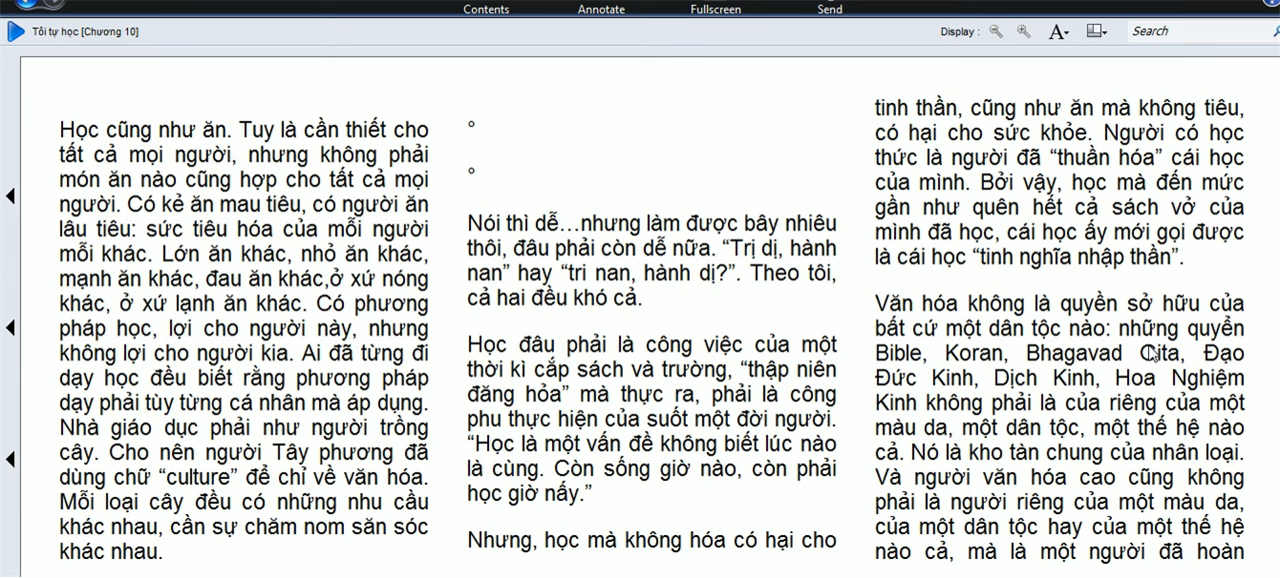 Contents
Annotate
Fullscreen
Send
Tôi tự học [Chương 10]
Display :
A
Search
Học cũng như ăn. Tuy là cần thiết cho
tất cả mọi người, nhưng không phải
món ăn nào cũng hợp cho tất cả mọi
người. Có kẻ ăn mau tiêu, có người ăn
lâu tiêu: sức tiêu hóa của mỗi người
mỗi khác. Lớn ăn khác, nhỏ ăn khác,
mạnh ăn khác, đau ăn khác,ở xứ nóng
khác, ở xứ lạnh ăn khác. Có phương
pháp học, lợi cho người này, nhưng
không lợi cho người kia. Ai đã từng đi
dạy học đều biết rằng phương pháp
dạy phải tùy từng cá nhân mà áp dụng.
Nhà giáo dục phải như người trồng
cây. Cho nên người Tây phương đã
dùng chữ “culture” để chỉ về văn hóa.
Mỗi loại cây đều có những nhu cầu
khác nhau, cần sự chăm nom săn sóc
khác nhau.
°
°
Nói thì dễ…nhưng làm được bây nhiêu
thôi, đâu phải còn dễ nữa. “Trị dị, hành
nan” hay “tri nan, hành dị?”. Theo tôi,
cả hai đều khó cả.
Học đâu phải là công việc của một
thời kì cắp sách và trường, “thập niên
đăng hỏa” mà thực ra, phải là công
phu thực hiện của suốt một đời người.
“Học là một vấn đề không biết lúc nào
là cùng. Còn sống giờ nào, còn phải
học giờ nấy.”
Nhưng, học mà không hóa có hại cho
tinh thần, cũng như ăn mà không tiêu,
có hại cho sức khỏe. Người có học
thức là người đã “thuần hóa” cái học
của mình. Bởi vậy, học mà đến mức
gần như quên hết cả sách vở của
mình đã học, cái học ấy mới gọi được
là cái học “tinh nghĩa nhập thần”.
Văn hóa không là quyền sở hữu của
bất cứ một dân tộc nào: những quyển
Bible, Koran, Bhagavad Gita, Đạo
Đức Kinh, Dịch Kinh, Hoa Nghiệm
Kinh không phải là của riêng của một
màu da, một dân tộc, một thế hệ nào
cả. Nó là kho tàn chung của nhân loại.
Và người văn hóa cao cũng không
phải là người riêng của một màu da,
của một dân tộc hay của một thế hệ
nào cả, mà là một người đã hoàn